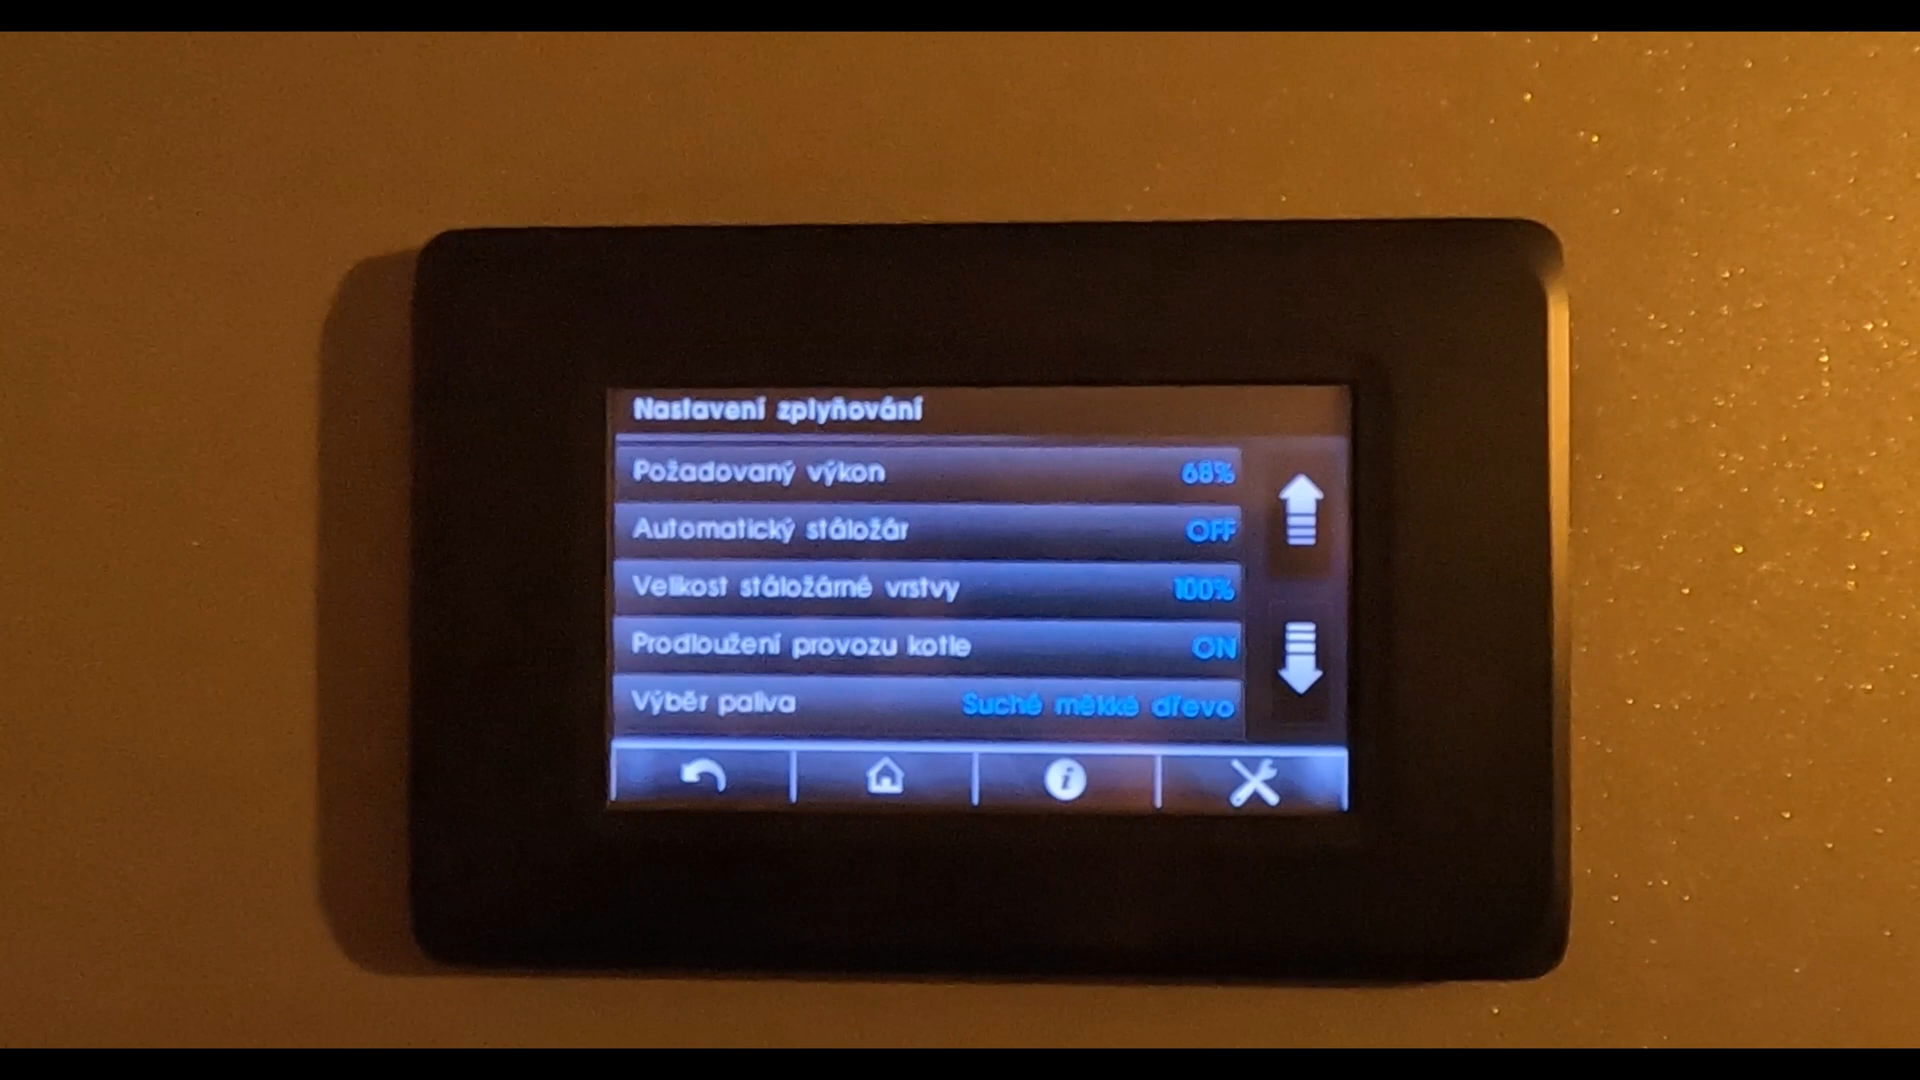 Nastavení zplyňování
Požadovaný výkon 68%
Automatický stáložár OFF
Velikost stáložárné vrstvy 100%
Prodloužení provozu kotle ON
Výběr paliva Suché měkké dřevo